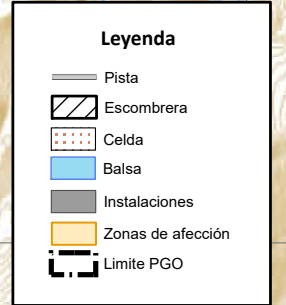 Leyenda
Pista
Escombrera
Celda
Balsa
Instalaciones
Zonas de afección
Limite PGO